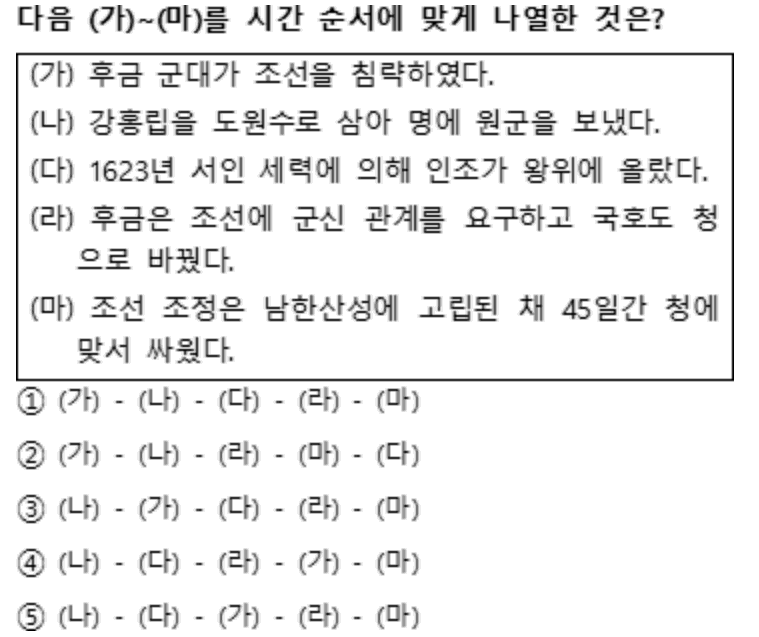 다음 (가)~(마)를 시간 순서에 맞게 나열한 것은?
(가) 후금 군대가 조선을 침략하였다.
(나) 강홍립을 도원수로 삼아 명에 원군을 보냈다.
(다) 1623년 서인 세력에 의해 인조가 왕위에 올랐다.
(라) 후금은 조선에 군신 관계를 요구하고 국호도 청
으로 바꿨다.
(마) 조선 조정은 남한산성에 고립된 채 45일간 청에
맞서 싸웠다.
① (가) - (나) - (다) - (라) - (마)
② (가) - (나) - (라) - (마) - (다)
③ (나) - (가) - (다) - (라) - (마)
④ (나) - (다) - (라) - (가) - (마)
⑤ (나) - (다) - (가) - (라) - (마)